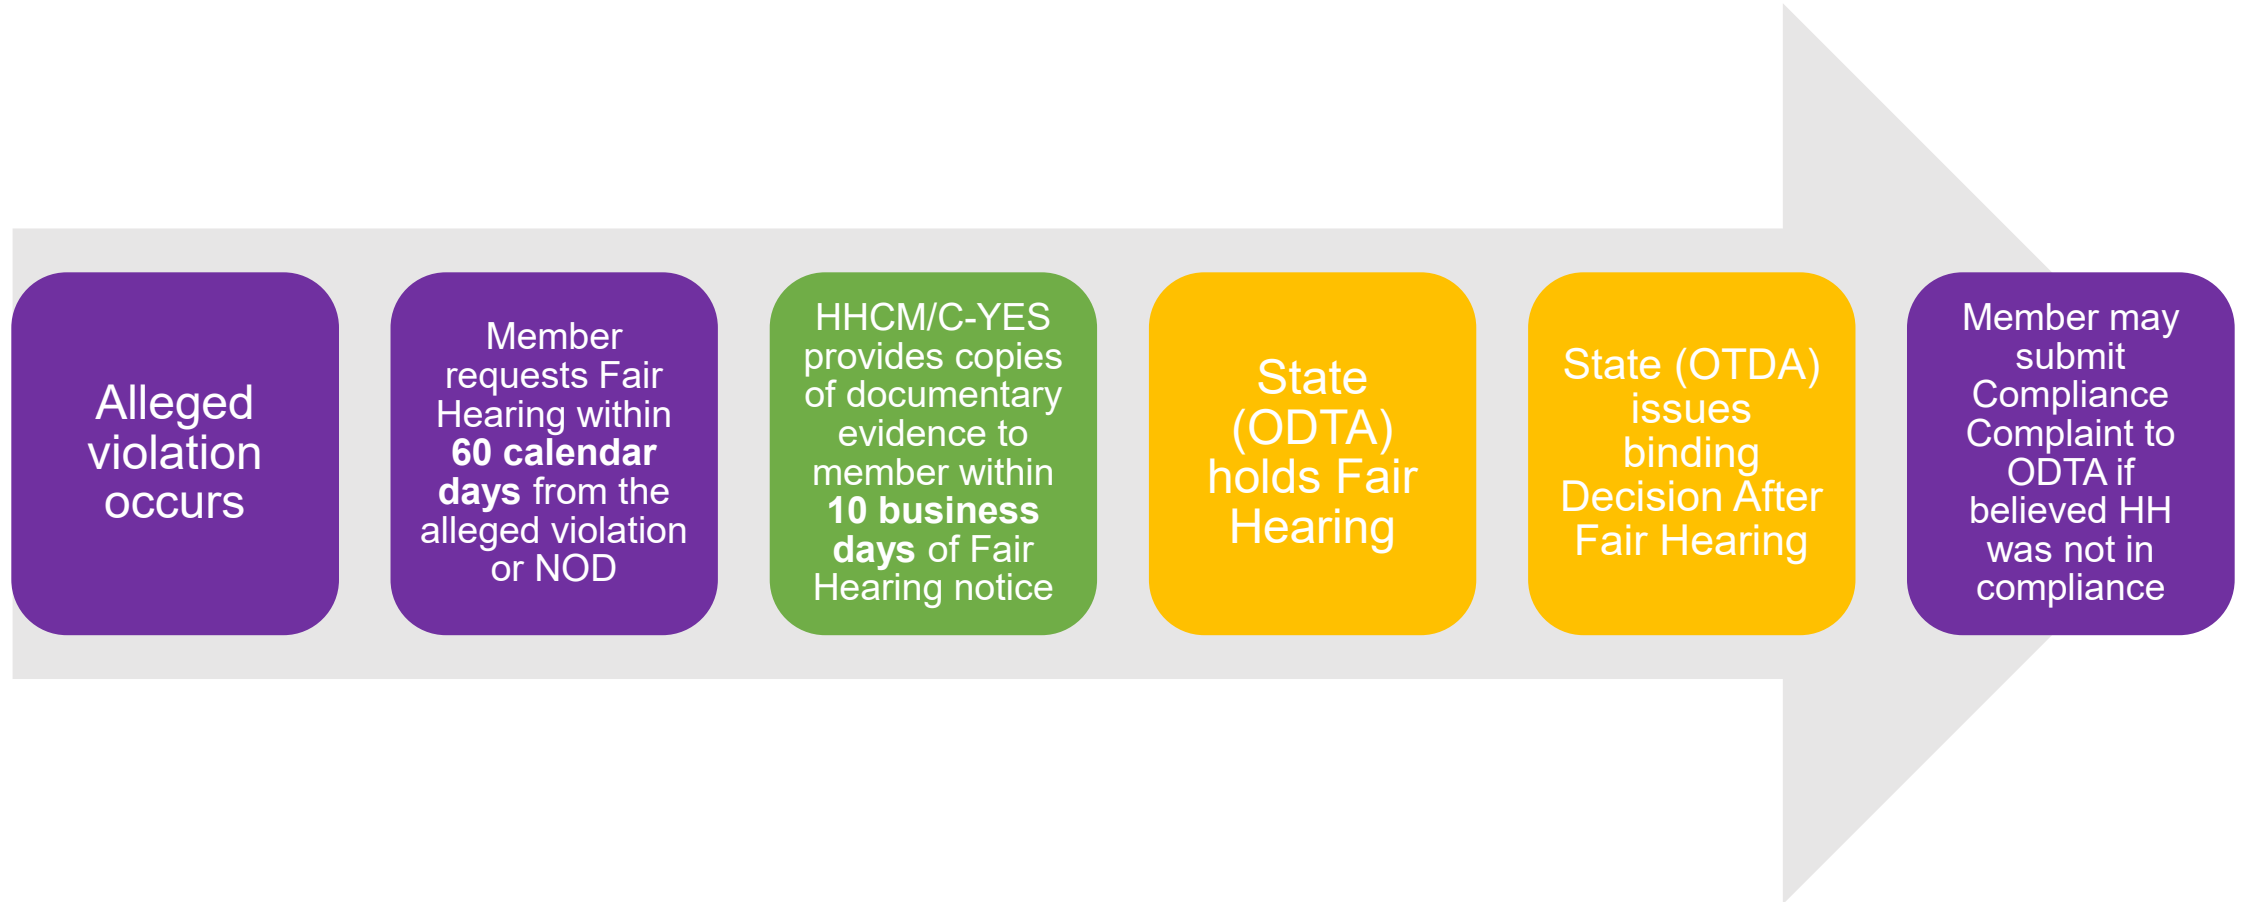 Alleged
violation
occurs
Member
requests Fair
Hearing within
60 calendar
days from the
alleged violation
or NOD
HHCM/C-YES
provides copies
of documentary
evidence to
member within
10 business
days of Fair
Hearing notice
State
(ODTA)
holds Fair
Hearing
State (OTDA)
issues
binding
Decision After
Fair Hearing
Member may
submit
Compliance
Complaint to
ODTA if
believed HH
was not in
compliance